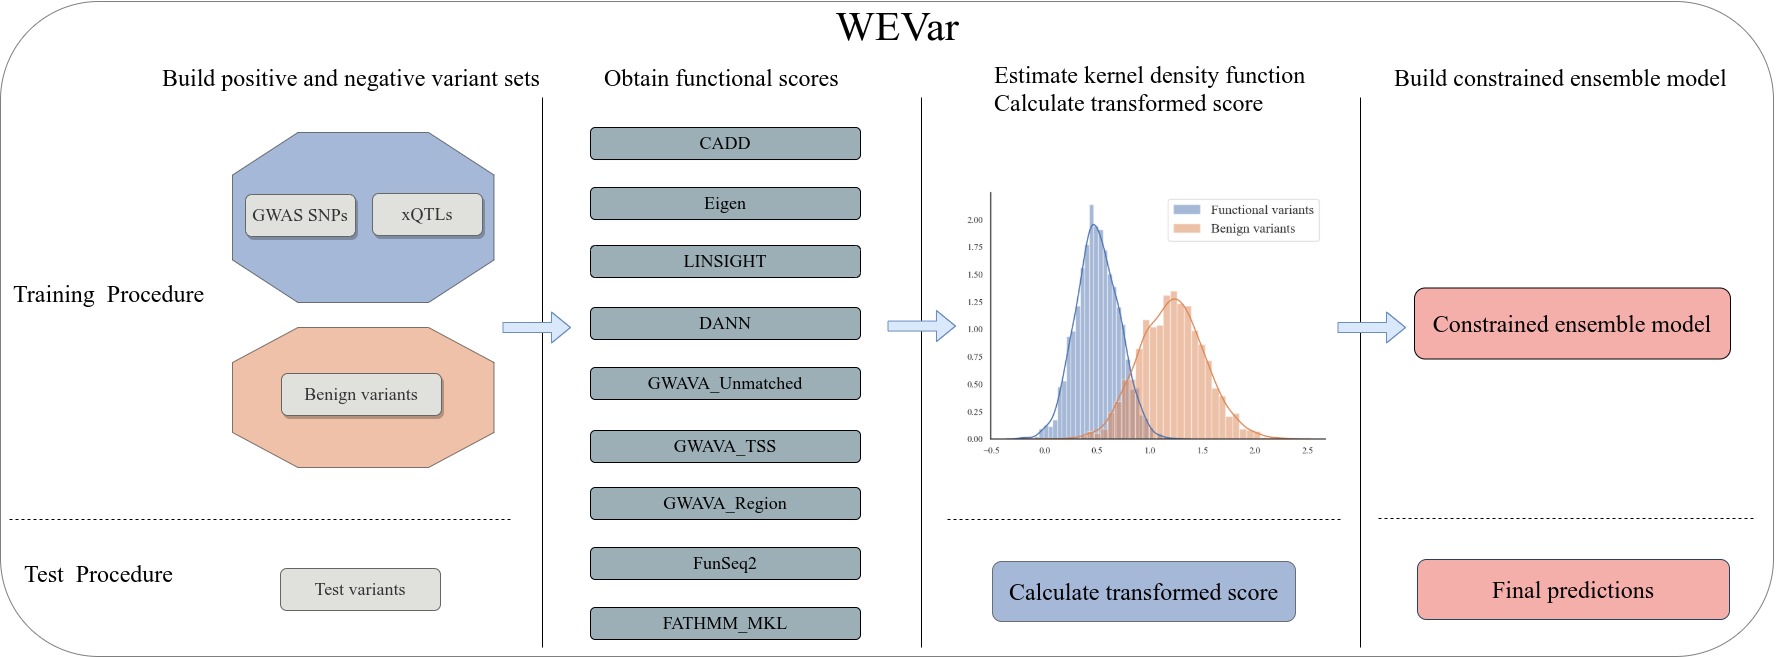 WEVar
Build positive and negative variant sets
Obtain functional scores
Estimate kernel density function
Calculate transformed score
Build constrained ensemble model
Training Procedure
GWAS SNPs
xQTLs
Benign variants
CADD
Eigen
LINSIGHT
DANN
GWAVA_Unmatched
GWAVA_TSS
GWAVA_Region
FunSeq2
FATHMM_MKL
Functional variants
Benign variants
2.00
1.75
1.50
1.25
1.00
0.75
0.50
0.25
0.00
−0.5 0.0 0.5 1.0 1.5 2.0 2.5
Constrained ensemble model
Test Procedure
Test variants
Calculate transformed score
Final predictions